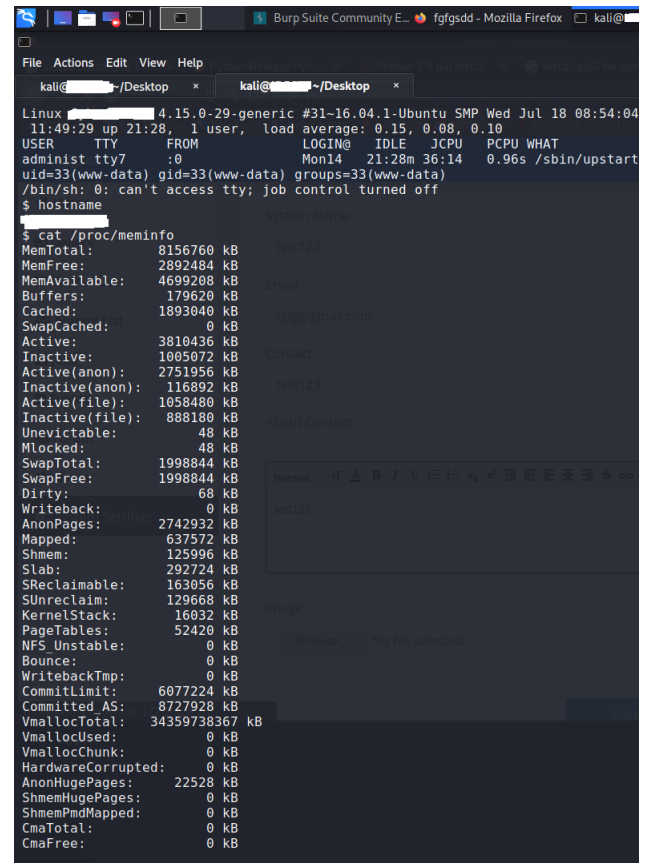 Burp Suite Community E...
fgfgsdd - Mozilla Firefox
kali@
File Actions Edit View Help
kali@ ~/Desktop ×
kali@ ~/Desktop ×
Linux 4.15.0-29-generic #31~16.04.1-Ubuntu SMP Wed Jul 18 08:54:04
11:49:29 up 21:28, 1 user, load average: 0.15, 0.08, 0.10
USER TTY FROM LOGIN@ IDLE JCPU PCPU WHAT
administ tty7 :0 Mon14 21:28m 36:14 0.96s /sbin/upstart
uid=33(www-data) gid=33(www-data) groups=33(www-data)
/bin/sh: 0: can't access tty; job control turned off
$ hostname
$ cat /proc/meminfo
MemTotal: 8156760 kB
MemFree: 2892484 kB
MemAvailable: 4699208 kB
Buffers: 179620 kB
Cached: 1893040 kB
SwapCached: 0 kB
Active: 3810436 kB
Inactive: 1005072 kB
Active(anon): 2751956 kB
Inactive(anon): 116892 kB
Active(file): 1058480 kB
Inactive(file): 888180 kB
Unevictable: 48 kB
Mlocked: 48 kB
SwapTotal: 1998844 kB
SwapFree: 1998844 kB
Dirty: 68 kB
Writeback: 0 kB
AnonPages: 2742932 kB
Mapped: 637572 kB
Shmem: 125996 kB
Slab: 292724 kB
SReclaimable: 163056 kB
SUnreclaim: 129668 kB
KernelStack: 16032 kB
PageTables: 52420 kB
NFS_Unstable: 0 kB
Bounce: 0 kB
WritebackTmp: 0 kB
CommitLimit: 6077224 kB
Committed_AS: 8727928 kB
VmallocTotal: 34359738367 kB
VmallocUsed: 0 kB
VmallocChunk: 0 kB
HardwareCorrupted: 0 kB
AnonHugePages: 22528 kB
ShmemHugePages: 0 kB
ShmemPmdMapped: 0 kB
CmaTotal: 0 kB
CmaFree: 0 kB
System Name
test123
Email
fgfg@gmail.com
Contact
test123
About Content
Normal
test123
Settings
Image
Browse... No file selected.